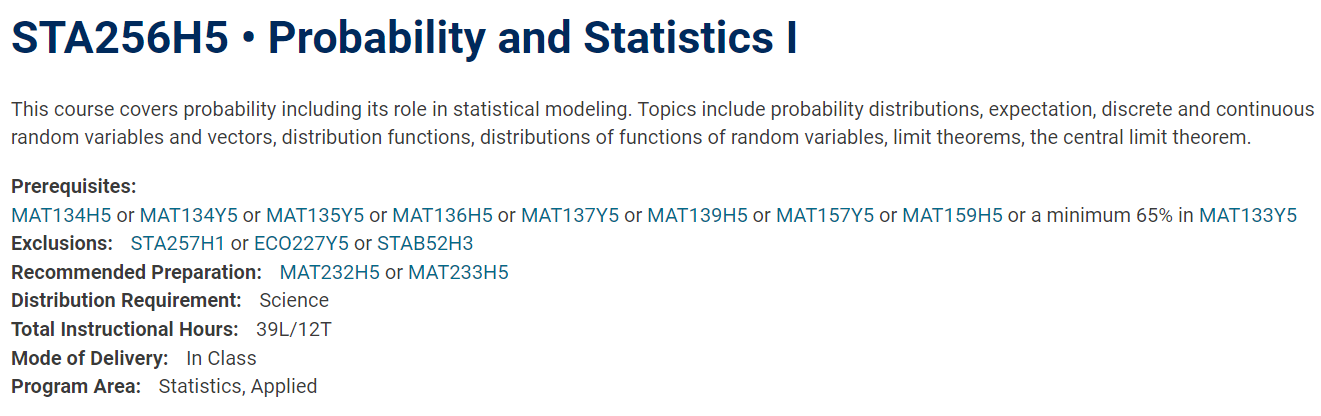 STA256H5 • Probability and Statistics I
This course covers probability including its role in statistical modeling. Topics include probability distributions, expectation, discrete and continuous
random variables and vectors, distribution functions, distributions of functions of random variables, limit theorems, the central limit theorem.
Prerequisites:
MAT134H5 or MAT134Y5 or MAT135Y5 or MAT136H5 or MAT137Y5 or MAT139H5 or MAT157Y5 or MAT159H5 or a minimum 65% in MAT133Y5
Exclusions: STA257H1 or ECO227Y5 or STAB52H3
Recommended Preparation: MAT232H5 or MAT233H5
Distribution Requirement: Science
Total Instructional Hours: 39L/12T
Mode of Delivery: In Class
Program Area: Statistics, Applied